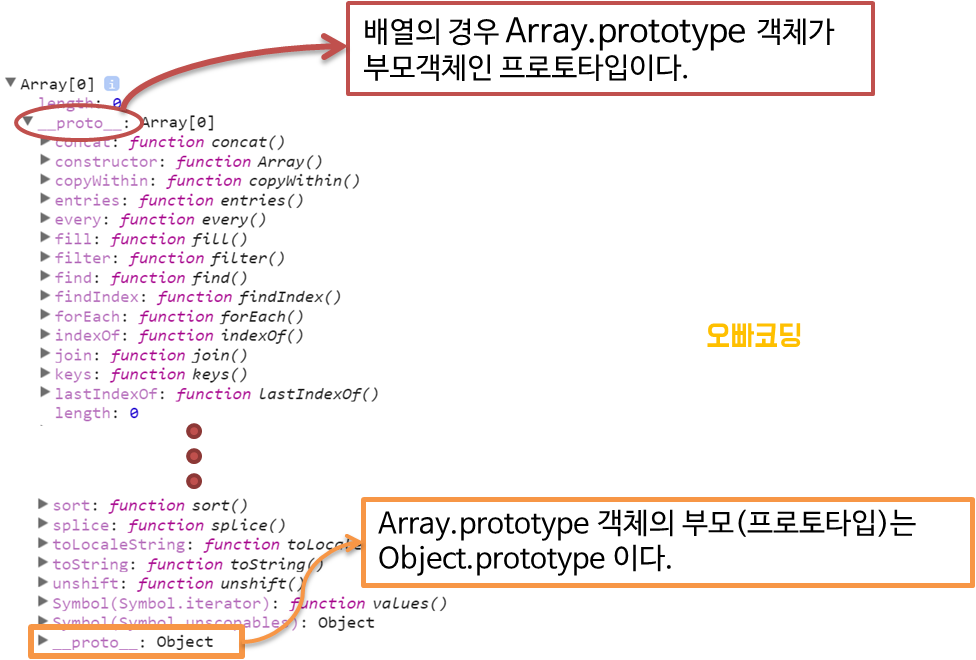 배열의 경우 Array.prototype 객체가
부모객체인 프로토타입이다.
Array[0] i
length: 0
__proto__: Array[0]
concat: function concat()
constructor: function Array()
copyWithin: function copyWithin()
entries: function entries()
every: function every()
fill: function fill()
filter: function filter()
find: function find()
findIndex: function findIndex()
forEach: function forEach()
indexOf: function indexOf()
오빠코딩
join: function join()
keys: function keys()
lastIndexOf: function lastIndexOf()
length: 0
sort: function sort()
splice: function splice()
Array.prototype 객체의 부모(프로토타입)는
Object.prototype 이다.
toLocaleString: function toLocale
toString: function toString()
unshift: function unshift()
Symbol(Symbol.iterator): function values()
Symbol(Symbol.unscopables): Object
__proto__: Object